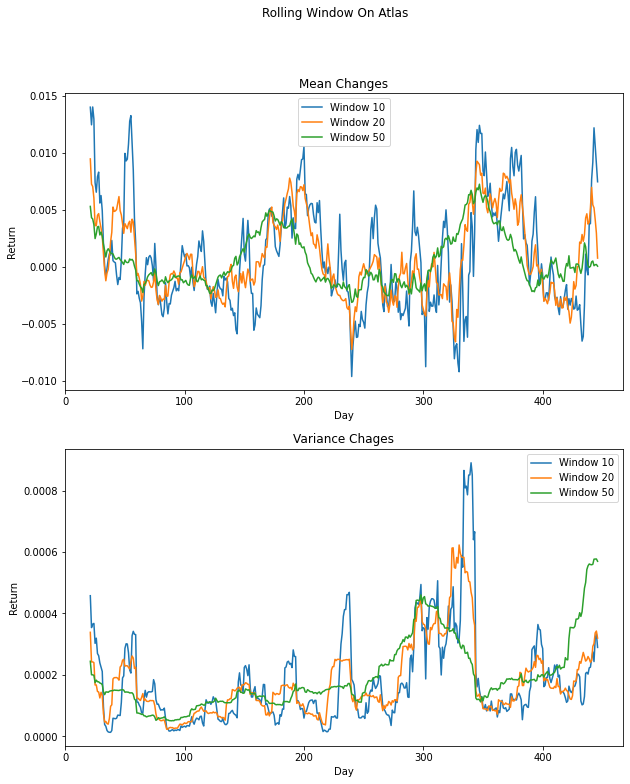 Rolling Window On Atlas
Mean Changes
0.015
0.010
0.005
0.000
−0.005
−0.010
Return
Window 10
Window 20
Window 50
0
100
200
300
400
Day
Variance Chages
0.0008
0.0006
0.0004
0.0002
0.0000
Return
Window 10
Window 20
Window 50
0
100
200
300
400
Day